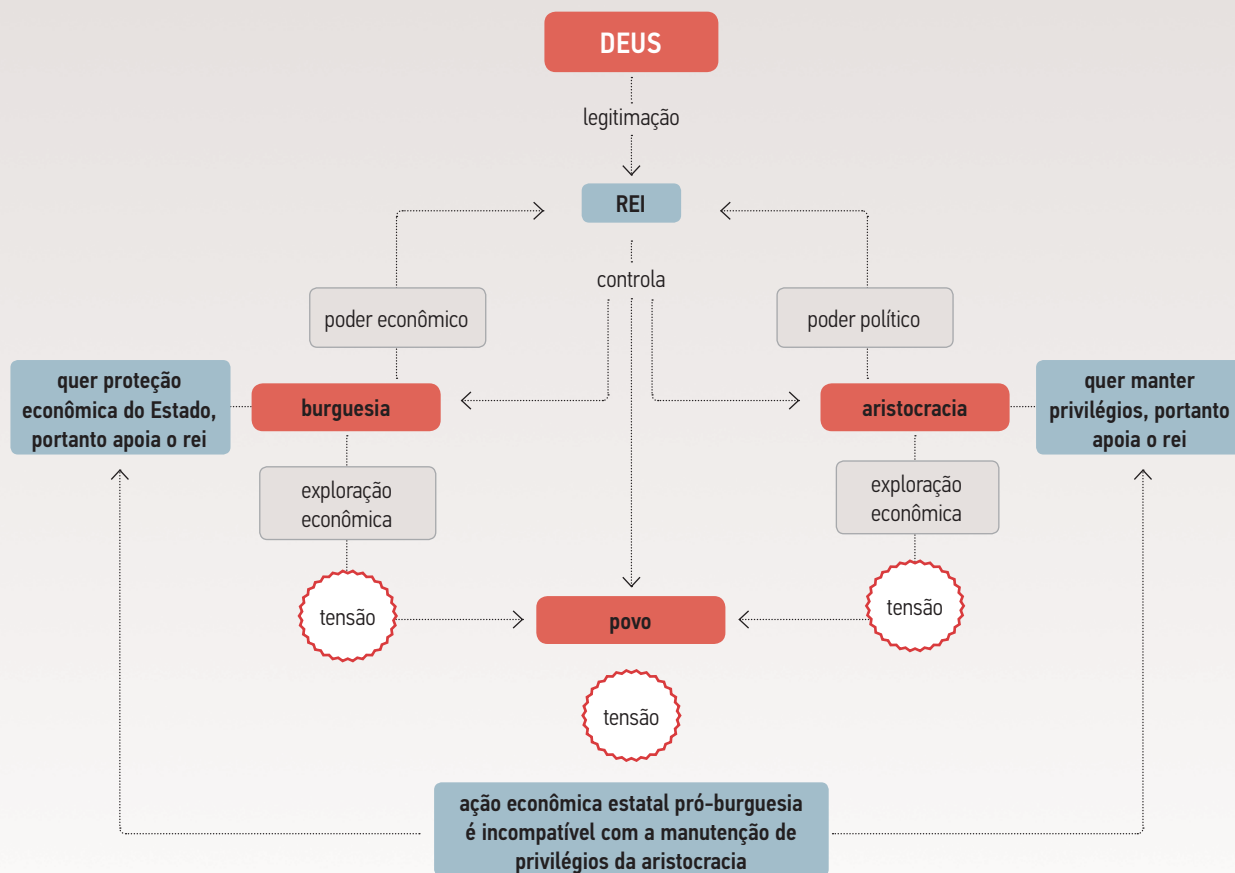 DEUS
legitimação
REI
controla
poder econômico
poder político
quer proteção
econômica do Estado,
portanto apoia o rei
burguesia
aristocracia
quer manter
privilégios, portanto
apoia o rei
exploração
econômica
exploração
econômica
tensão
povo
tensão
tensão
ação econômica estatal pró-burguesia
é incompatível com a manutenção de
privilégios da aristocracia